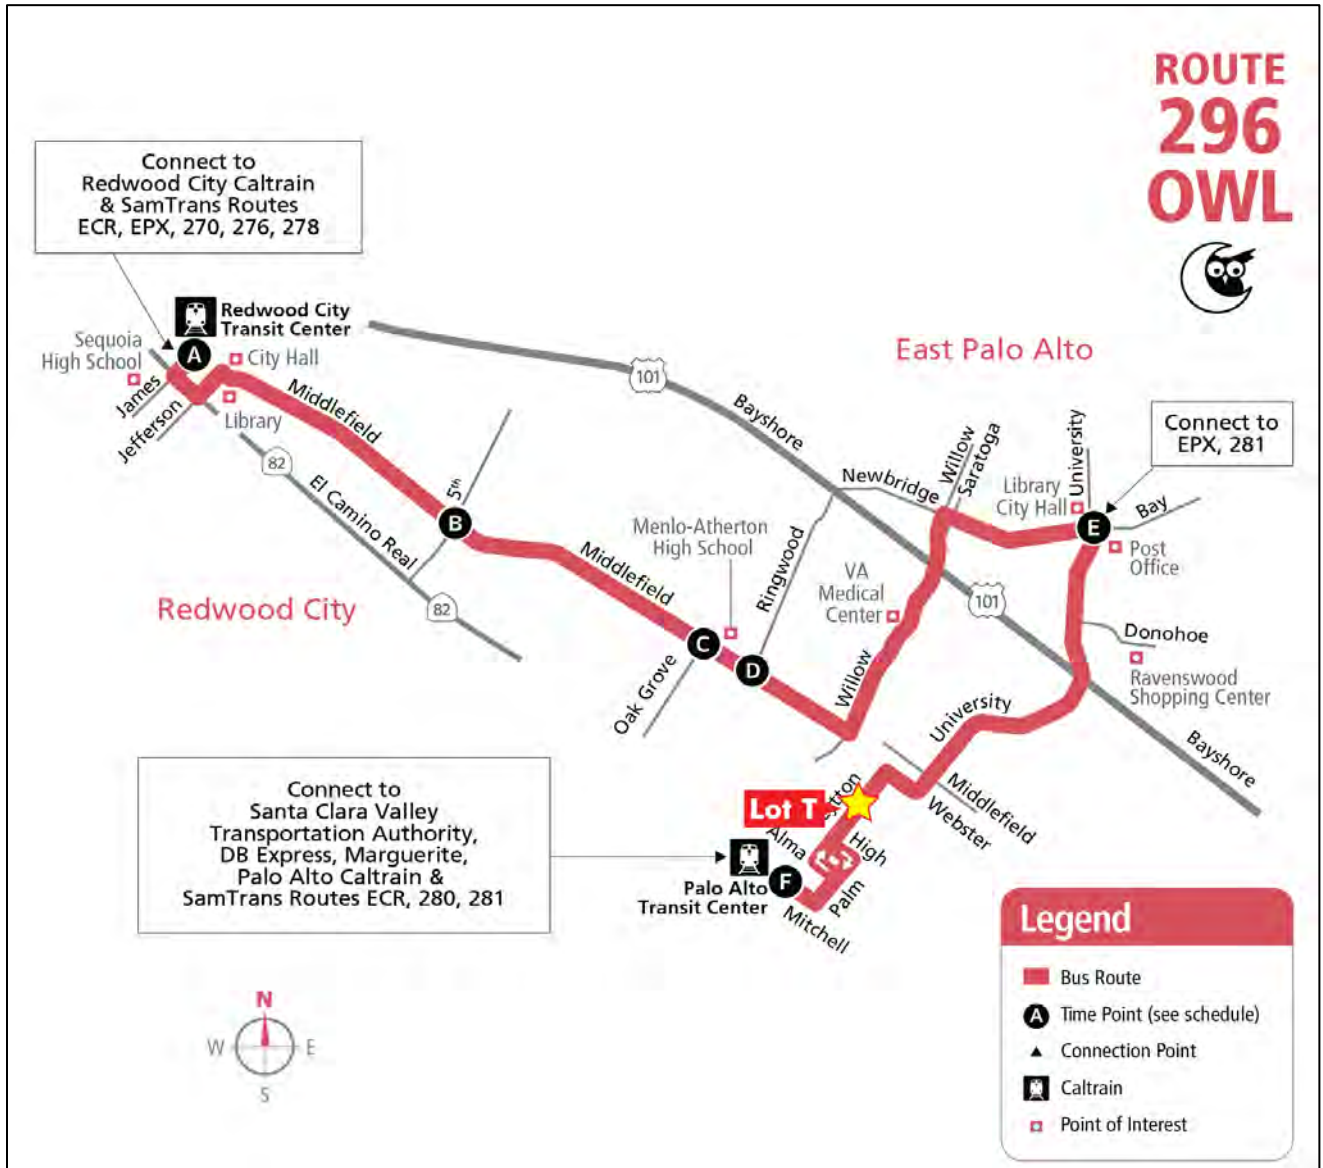 ROUTE
296
OWL
Connect to
Redwood City Caltrain
& SamTrans Routes
ECR, EPX, 270, 276, 278
Redwood City
Transit Center
Sequoia
High School
A
City Hall
James
Jefferson
Library
Middlefield
101
Bayshore
East Palo Alto
Connect to
EPX, 281
82
El Camino Real
5th
B
82
Redwood City
Middlefield
Menlo-Atherton
High School
Ringwood
Newbridge
Willow
Saratoga
Library
City Hall
University
E
Bay
Post
Office
VA
Medical
Center
101
Donohoe
Ravenswood
Shopping Center
C
D
Oak Grove
Willow
University
Bayshore
Middlefield
Webster
Lot T
Alma
High
Palm
Mitchell
F
Palo Alto
Transit Center
Connect to
Santa Clara Valley
Transportation Authority,
DB Express, Marguerite,
Palo Alto Caltrain &
SamTrans Routes ECR, 280, 281
N
W
E
S
Legend
Bus Route
A
Time Point (see schedule)
Connection Point
Caltrain
Point of Interest